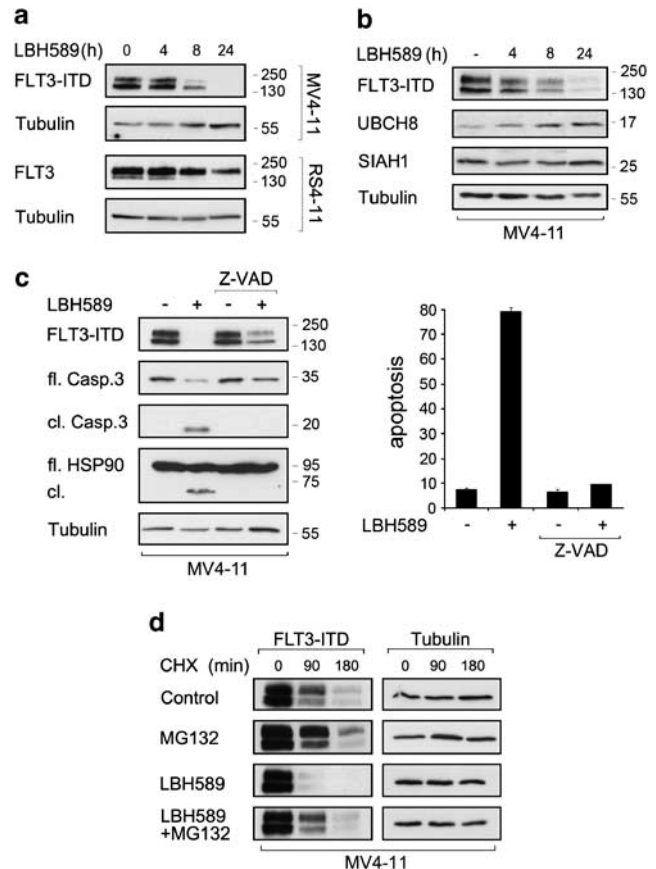 a
LBH589 (h) 0 4 8 24
FLT3-ITD - 250
- 130
Tubulin - 55
MV4-11
FLT3 - 250
- 130
Tubulin - 55
RS4-11
b
LBH589 (h) - 4 8 24
FLT3-ITD - 250
- 130
UBCH8 - 17
SIAH1 - 25
Tubulin - 55
MV4-11
c
Z-VAD
LBH589 - + - +
FLT3-ITD - 250
- 130
fl. Casp.3 - 35
cl. Casp.3 - 20
fl. HSP90 - 95
cl. - 75
Tubulin - 55
MV4-11
apoptosis
80
70
60
50
40
30
20
10
0
LBH589 - + - +
Z-VAD
d
FLT3-ITD Tubulin
CHX (min) 0 90 180 0 90 180
Control
MG132
LBH589
LBH589
+MG132
MV4-11